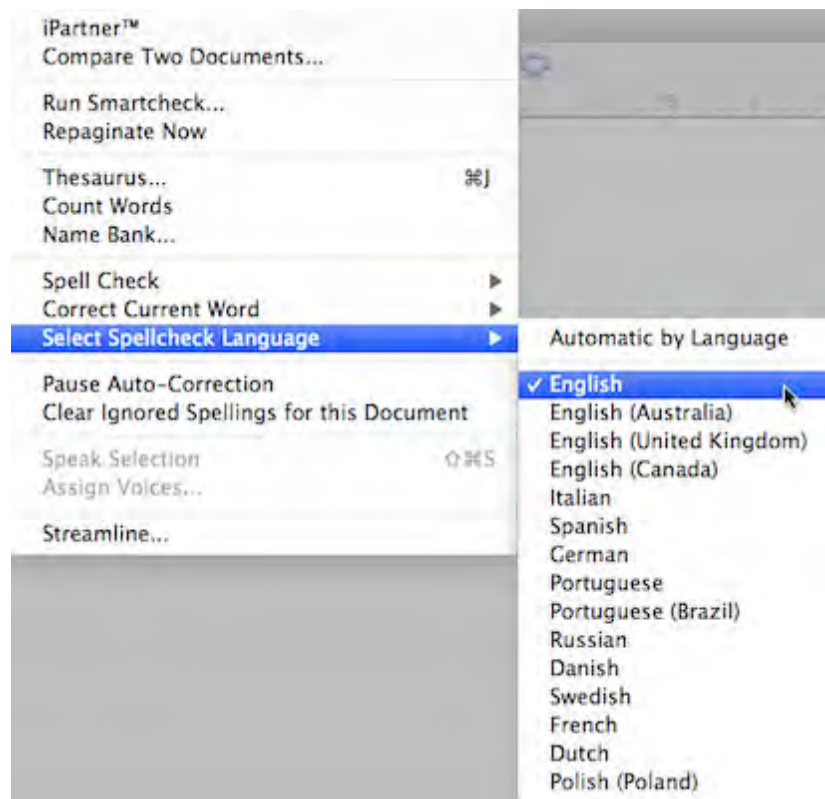 iPartner™
Compare Two Documents...
Run Smartcheck...
Repaginate Now
Thesaurus... ⌘J
Count Words
Name Bank...
Spell Check ▶
Correct Current Word ▶
Select Spellcheck Language ▶
Pause Auto-Correction
Clear Ignored Spellings for this Document
Speak Selection ⇧⌘S
Assign Voices...
Streamline...
Automatic by Language
✓ English
English (Australia)
English (United Kingdom)
English (Canada)
Italian
Spanish
German
Portuguese
Portuguese (Brazil)
Russian
Danish
Swedish
French
Dutch
Polish (Poland)